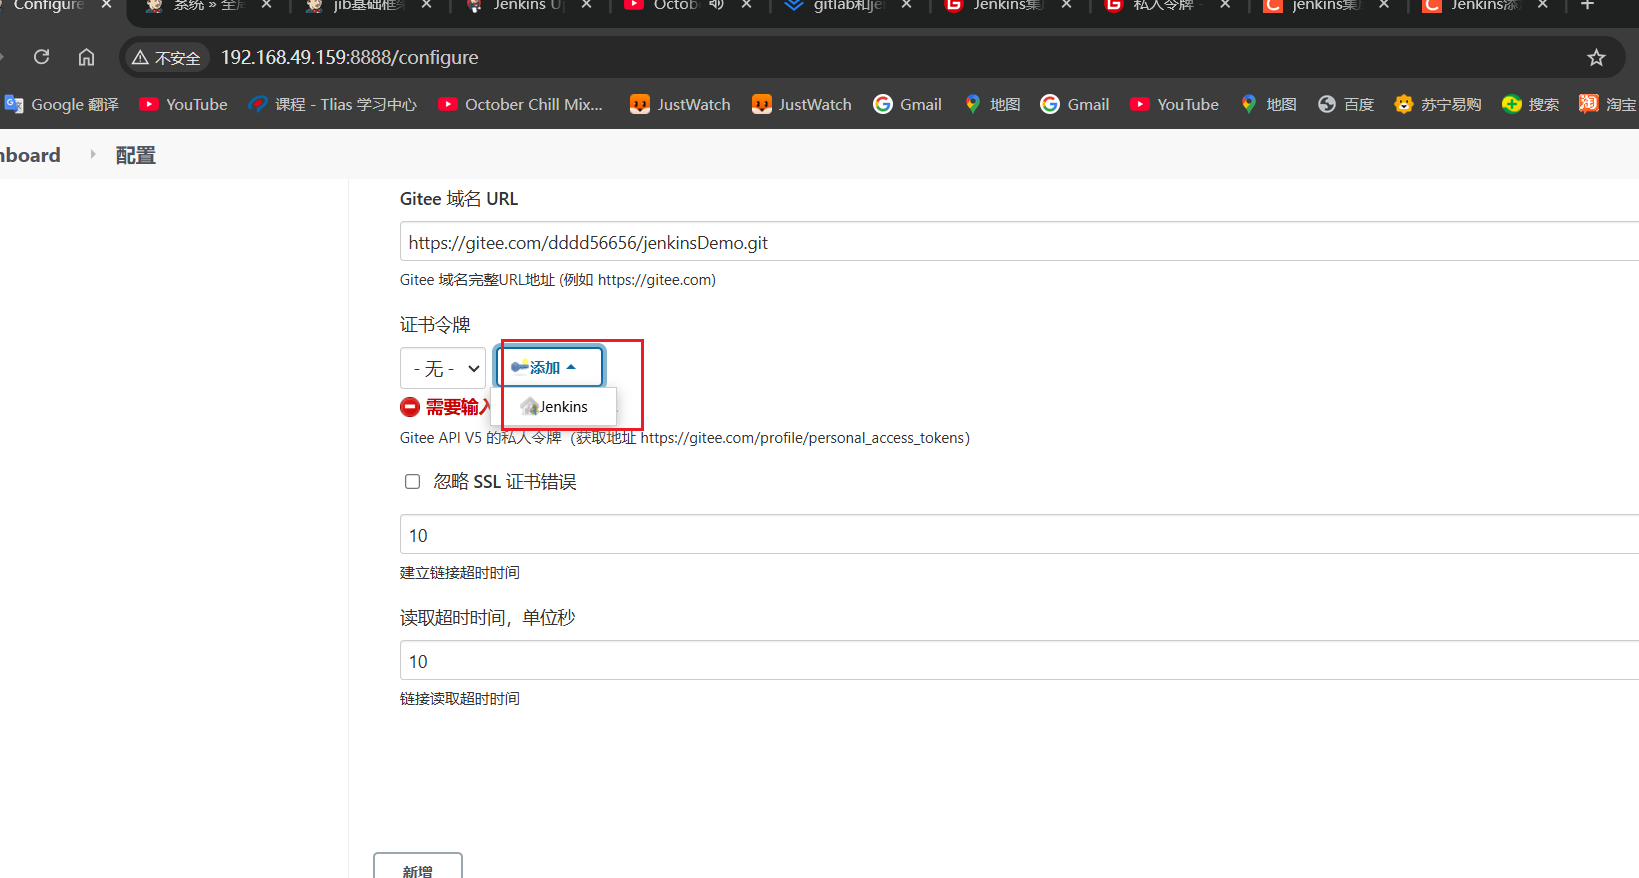 Configure
系统 » 全局
jib基础框架
Jenkins U
Octob
gitlab和je
Jenkins集
私人令牌
jenkins集
Jenkins添
不安全 192.168.49.159:8888/configure
Google 翻译 YouTube 课程 - Tlias 学习中心 October Chill Mix... JustWatch JustWatch Gmail 地图 Gmail YouTube 地图 百度 苏宁易购 搜索 淘宝
nboard 配置
Gitee 域名 URL
https://gitee.com/dddd56656/jenkinsDemo.git
Gitee 域名完整URL地址 (例如 https://gitee.com)
证书令牌
- 无 - 添加
需要输入 Jenkins
Gitee API V5 的私人令牌（获取地址 https://gitee.com/profile/personal_access_tokens）
忽略 SSL 证书错误
10
建立链接超时时间
读取超时时间，单位秒
10
链接读取超时时间
新增